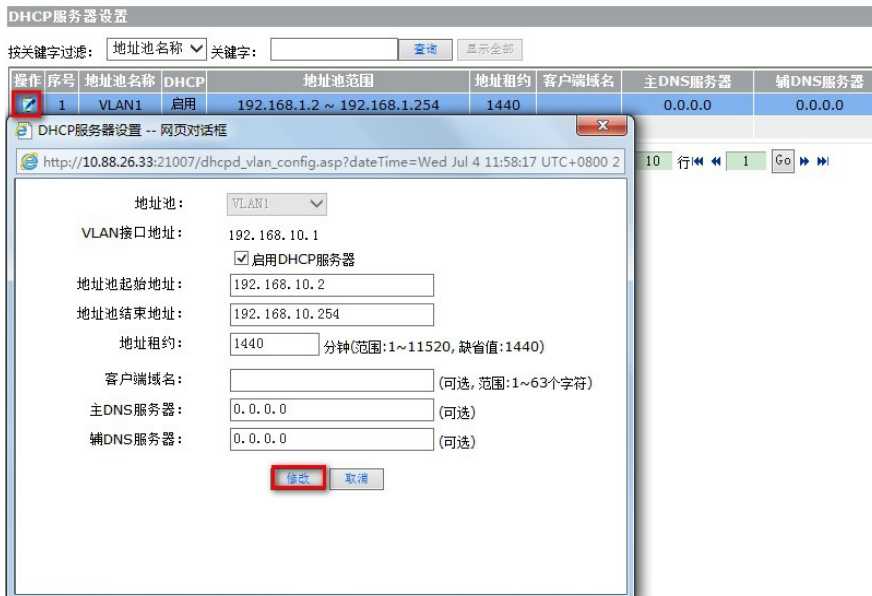 DHCP服务器设置
按关键字过滤: 地址池名称 关键字: 查询 显示全部
操作 序号 地址池名称 DHCP 地址池范围 地址租约 客户端域名 主DNS服务器 辅DNS服务器
1 VLAN1 启用 192.168.1.2 ~ 192.168.1.254 1440 0.0.0.0 0.0.0.0
DHCP服务器设置 -- 网页对话框 x
http://10.88.26.33:21007/dhcpd_vlan_config.asp?dateTime=Wed Jul 4 11:58:17 UTC+0800 2
10 行 1 Go
地址池: VLAN1
VLAN接口地址: 192.168.10.1
启用DHCP服务器
地址池起始地址: 192.168.10.2
地址池结束地址: 192.168.10.254
地址租约: 1440 分钟(范围:1~11520, 缺省值:1440)
客户端域名: (可选, 范围:1~63个字符)
主DNS服务器: 0.0.0.0 (可选)
辅DNS服务器: 0.0.0.0 (可选)
修改 取消